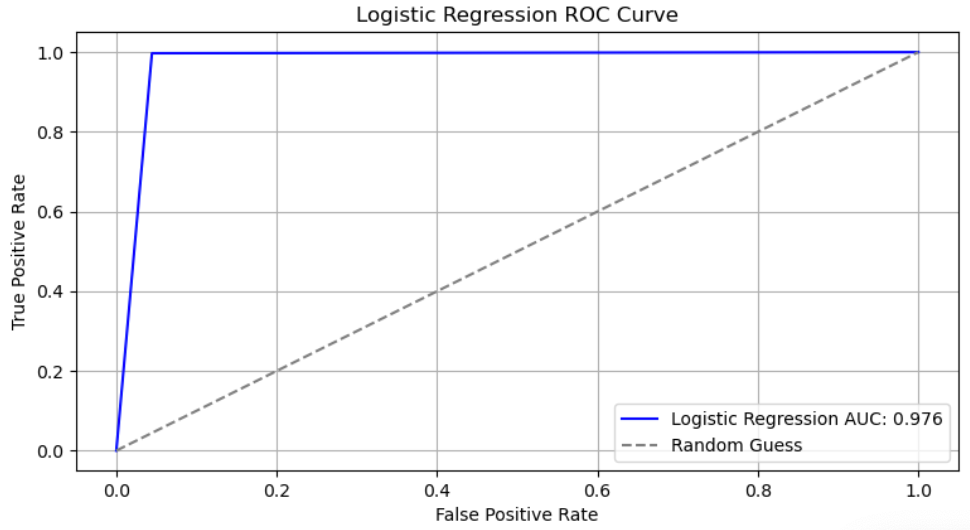 Logistic Regression ROC Curve
True Positive Rate
1.0
0.8
0.6
0.4
0.2
0.0
Logistic Regression AUC: 0.976
Random Guess
0.0 0.2 0.4 0.6 0.8 1.0
False Positive Rate